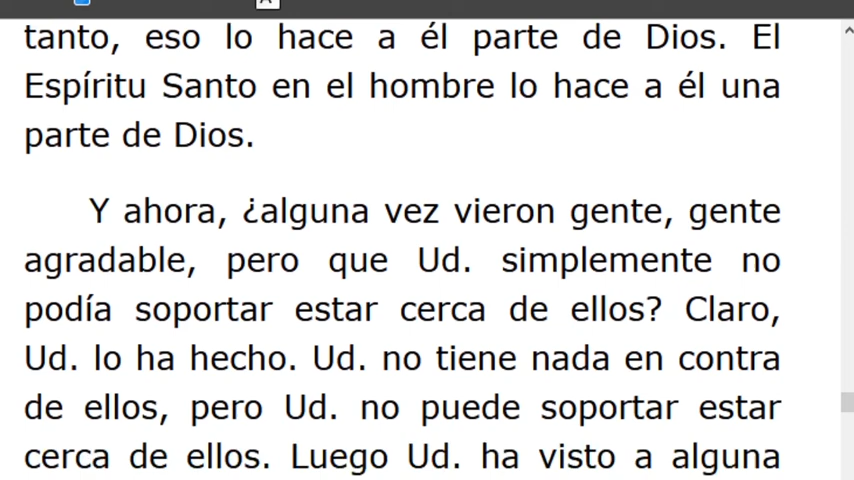 tanto, eso lo hace a él parte de Dios. El
Espíritu Santo en el hombre lo hace a él una
parte de Dios.
Y ahora, ¿alguna vez vieron gente, gente
agradable, pero que Ud. simplemente no
podía soportar estar cerca de ellos? Claro,
Ud. lo ha hecho. Ud. no tiene nada en contra
de ellos, pero Ud. no puede soportar estar
cerca de ellos. Luego Ud. ha visto a alguna